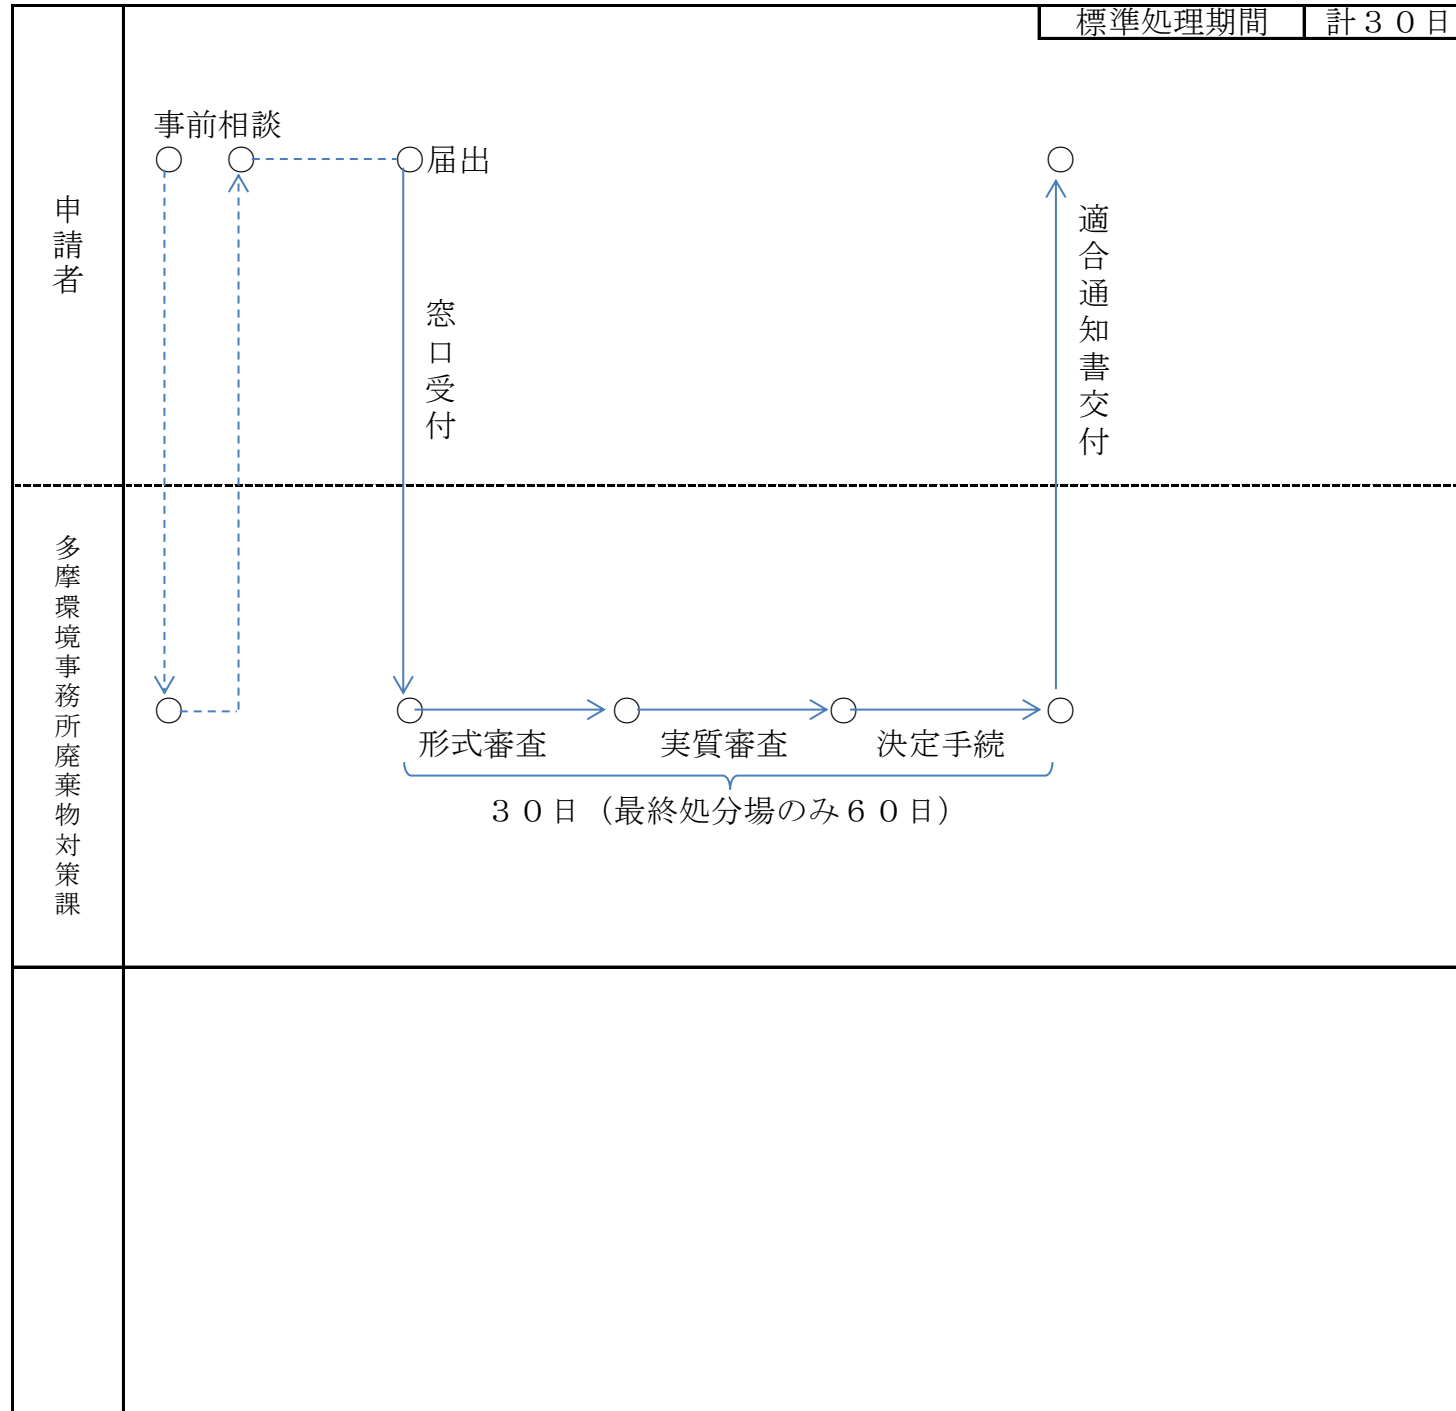 標準処理期間 計３０日
事前相談
届出
申請者
窓口受付
適合通知書交付
多摩環境事務所廃棄物対策課
形式審査 実質審査 決定手続
３０日（最終処分場のみ６０日）